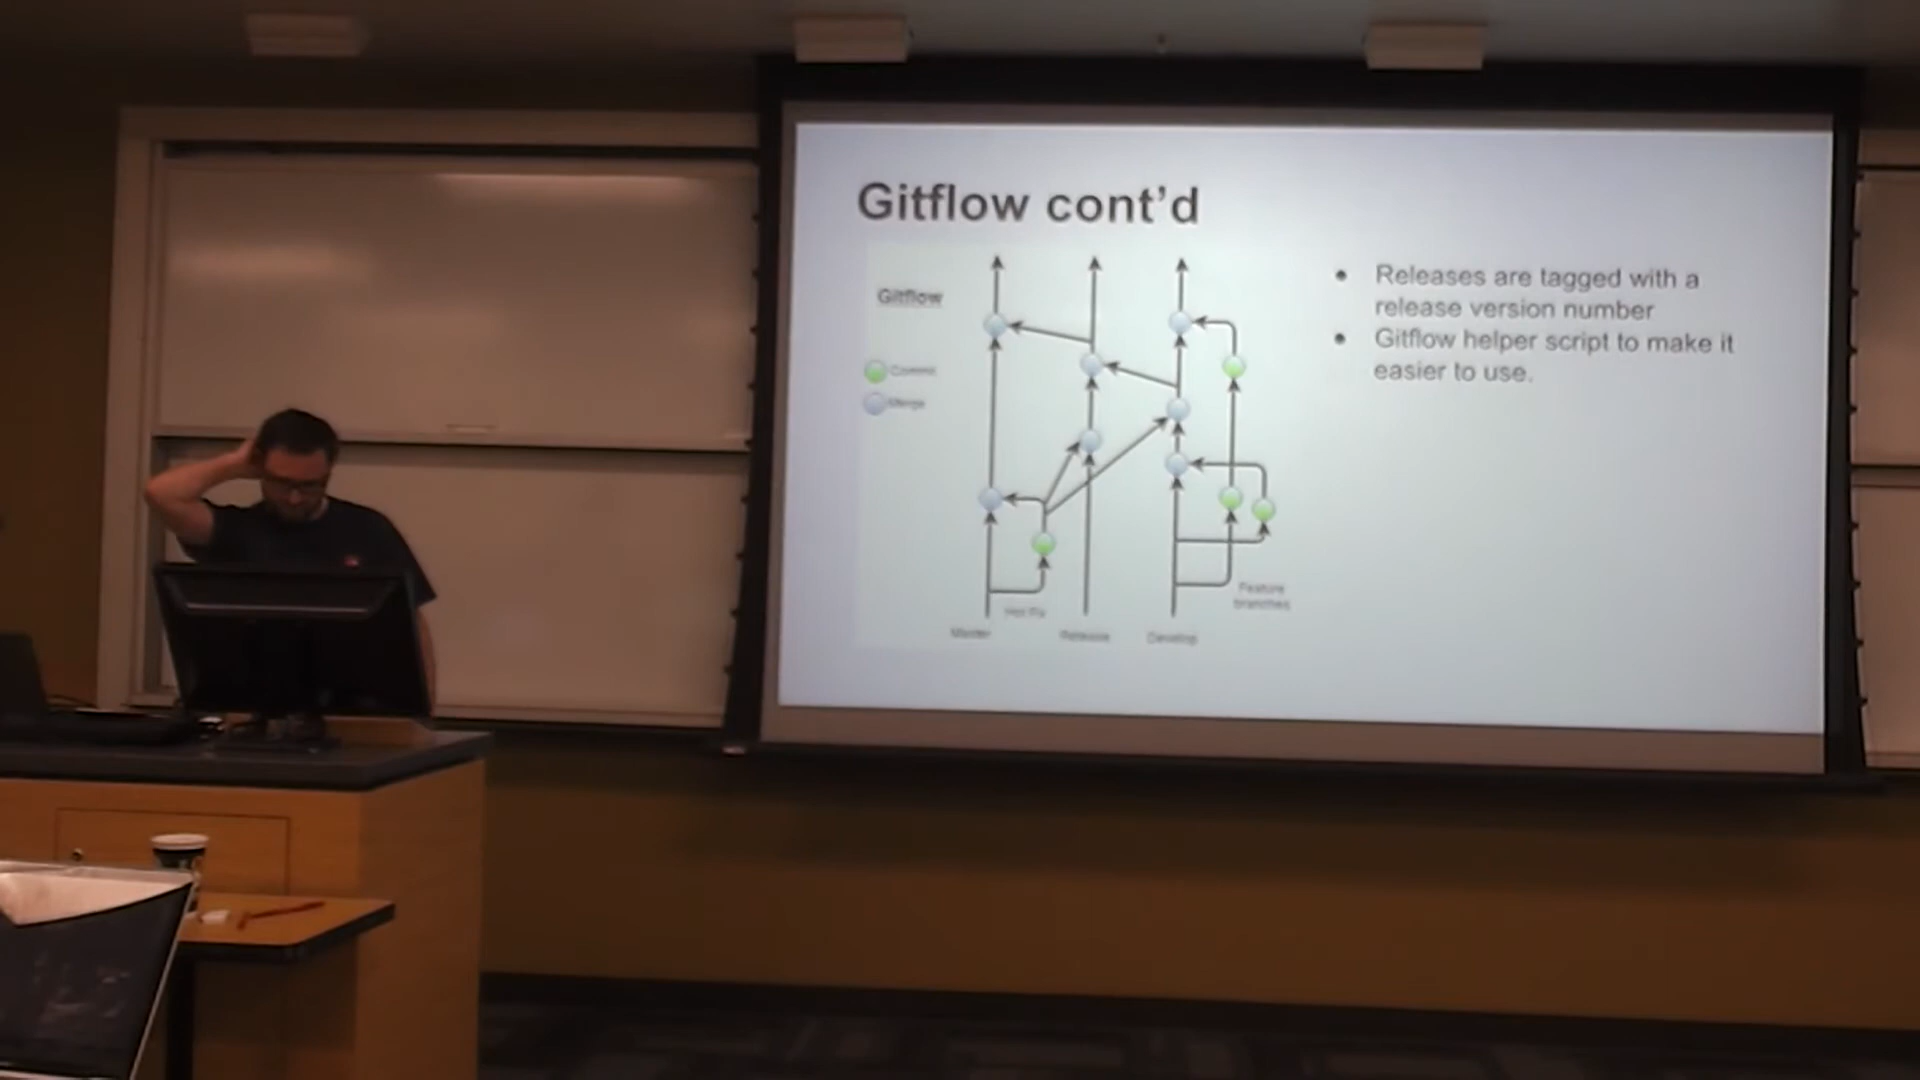 Gitflow cont'd
Gitflow
Commit
Merge
Hot Fix
Master
Release
Develop
Feature
branches
• Releases are tagged with a
release version number
• Gitflow helper script to make it
easier to use.